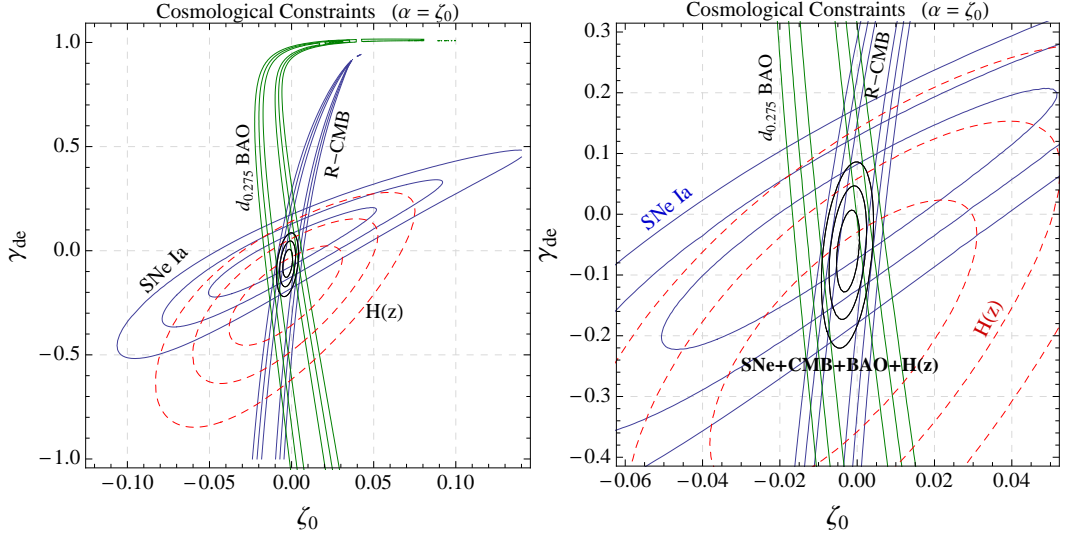 Cosmological Constraints (α = ζ0)
1.0
0.5
0.0
−0.5
−1.0
γde
d0.275 BAO
R−CMB
SNe Ia
H(z)
−0.10
−0.05
0.00
0.05
0.10
ζ0
Cosmological Constraints (α = ζ0)
0.3
0.2
0.1
0.0
−0.1
−0.2
−0.3
−0.4
γde
d0.275 BAO
R−CMB
SNe Ia
H(z)
SNe+CMB+BAO+H(z)
−0.06
−0.04
−0.02
0.00
0.02
0.04
ζ0